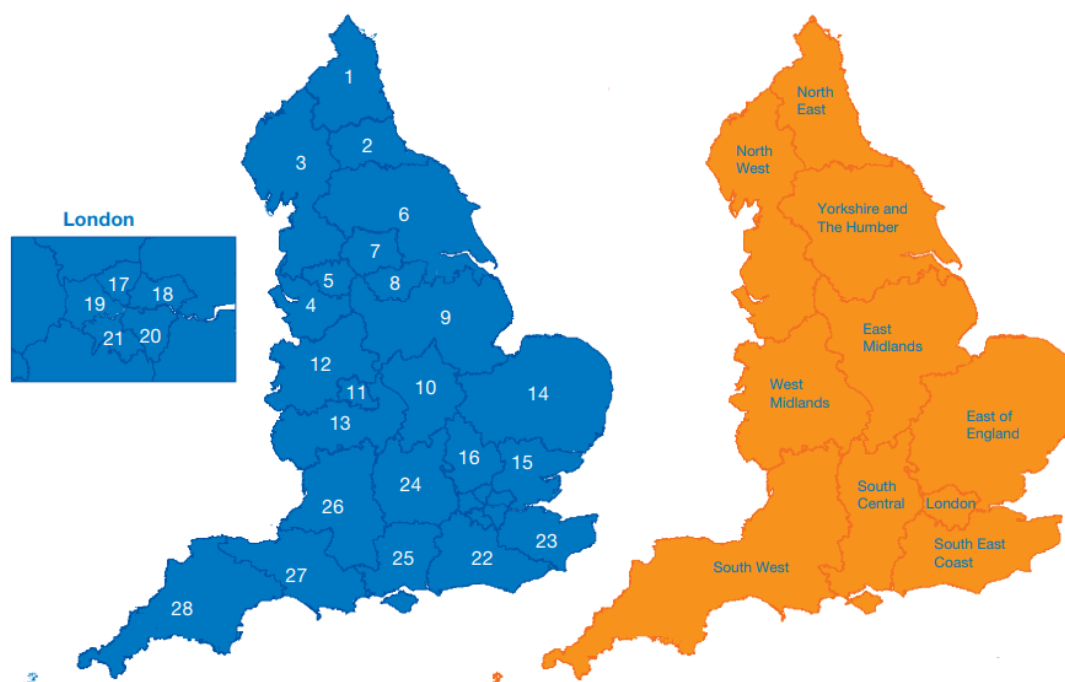 London
17
18
19
20
21
1
2
3
6
7
5
8
4
9
12
10
11
14
13
16
15
24
26
23
25
22
27
28
North
East
North
West
Yorkshire and
The Humber
East
Midlands
West
Midlands
East of
England
South
Central
London
South East
Coast
South West